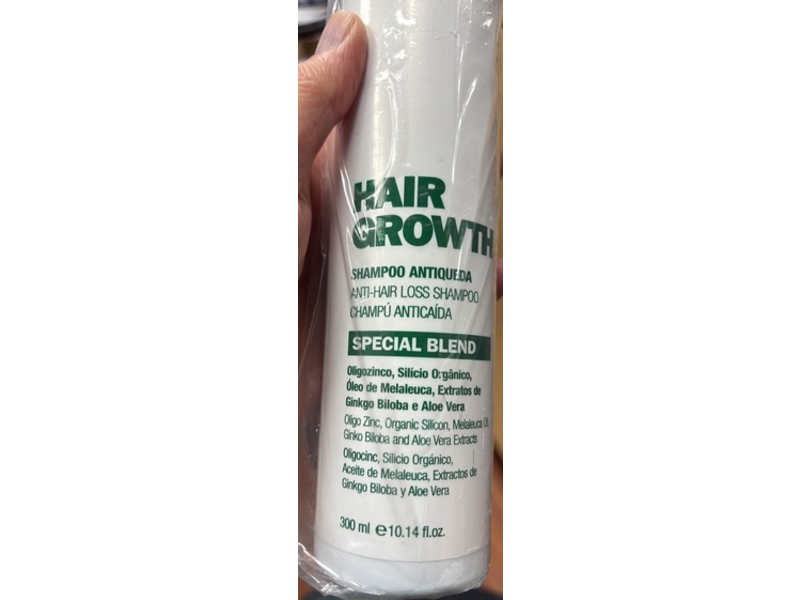 HAIR
GROWTH
SHAMPOO ANTIQUEDA
ANTI-HAIR LOSS SHAMPOO
CHAMPÚ ANTICAÍDA
SPECIAL BLEND
Oligozinco, Silício Orgânico,
Óleo de Melaleuca, Extratos de
Ginkgo Biloba e Aloe Vera
Oligo Zinc, Organic Silicon, Melaleuca Oil,
Ginko Biloba and Aloe Vera Extracts
Oligocinc, Silicio Orgánico,
Aceite de Melaleuca, Extractos de
Ginkgo Biloba y Aloe Vera
300 ml ℮10.14 fl.oz.